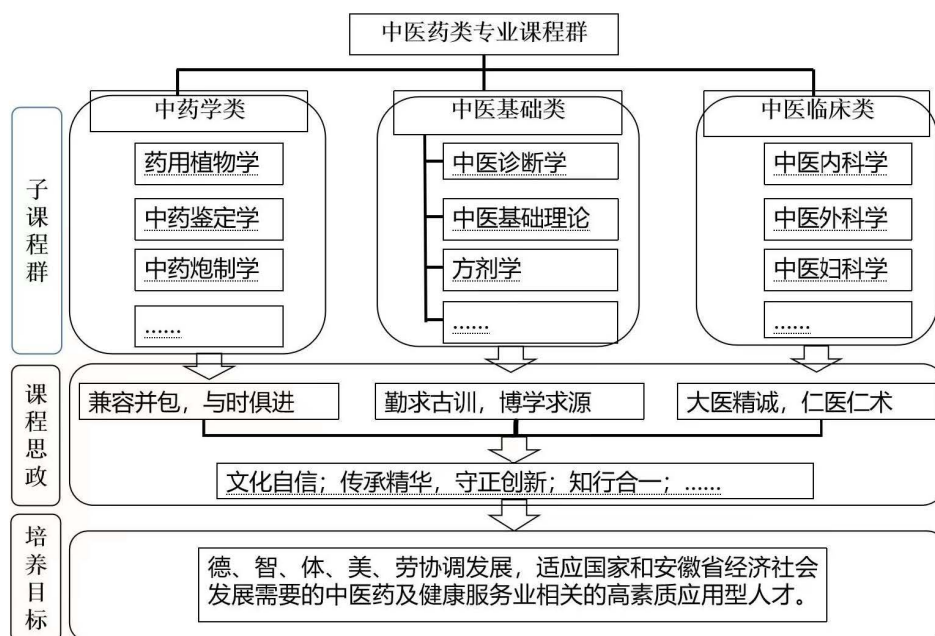 中医药类专业课程群
中药学类
中医基础类
中医临床类
子课程群
药用植物学
中药鉴定学
中药炮制学
......
中医诊断学
中医基础理论
方剂学
......
中医内科学
中医外科学
中医妇科学
......
课程思政
兼容并包，与时俱进
勤求古训，博学求源
大医精诚，仁医仁术
文化自信；传承精华，守正创新；知行合一；......
培养目标
德、智、体、美、劳协调发展，适应国家和安徽省经济社会
发展需要的中医药及健康服务业相关的高素质应用型人才。